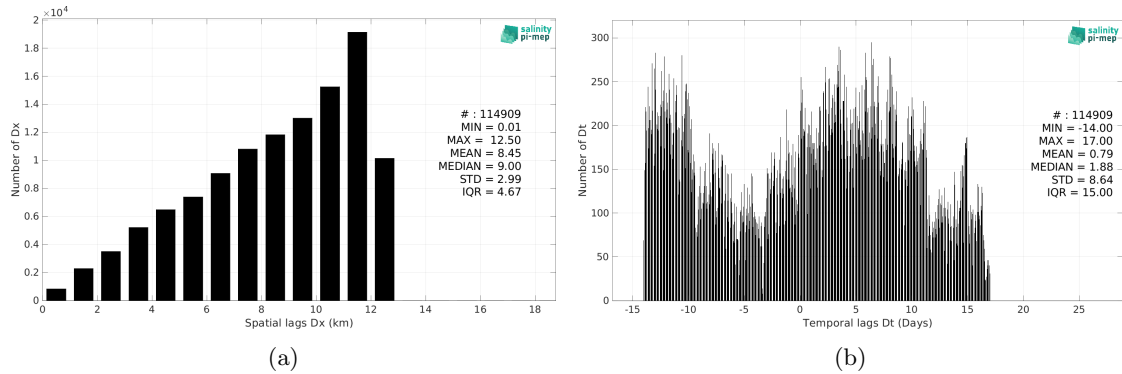 ×10⁴
2
1.8
1.6
1.4
1.2
1
0.8
0.6
0.4
0.2
0
Number of Dx
0 2 4 6 8 10 12 14 16 18
Spatial lags Dx (km)
salinity
pi-mep
# : 114909
MIN = 0.01
MAX = 12.50
MEAN = 8.45
MEDIAN = 9.00
STD = 2.99
IQR = 4.67
(a)
300
250
200
150
100
50
0
Number of Dt
-15 -10 -5 0 5 10 15 20 25
Temporal lags Dt (Days)
salinity
pi-mep
# : 114909
MIN = -14.00
MAX = 17.00
MEAN = 0.79
MEDIAN = 1.88
STD = 8.64
IQR = 15.00
(b)